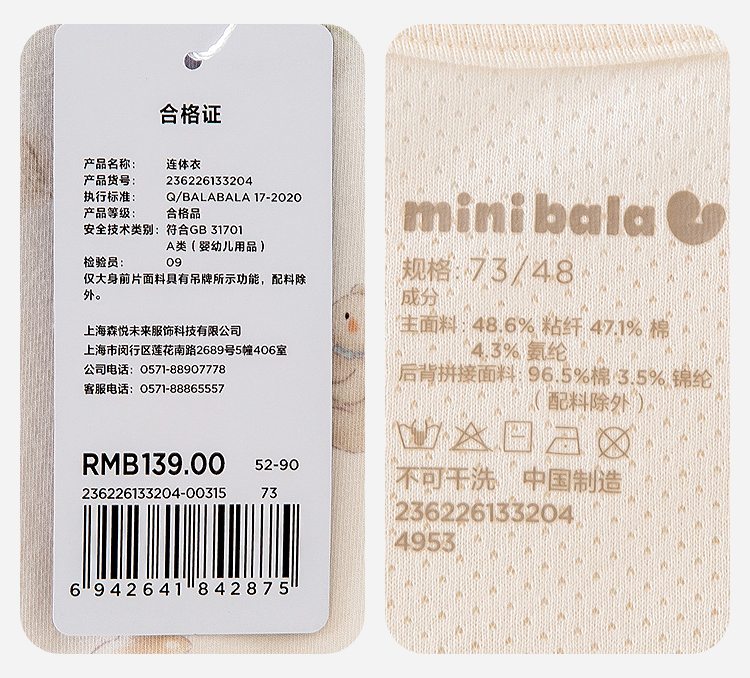 合格证
产品名称： 连体衣
产品货号： 236226133204
执行标准： Q/BALABALA 17-2020
产品等级： 合格品
安全技术类别：符合GB 31701
A类（婴幼儿用品）
检验员： 09
仅大身前片面料具有吊牌所示功能，配料除
外。
上海森悦未来服饰科技有限公司
上海市闵行区莲花南路2689号5幢406室
公司电话：0571-88907778
客服电话：0571-88865557
RMB139.00 52-90
236226133204-00315 73
6 942641 842875
mini bala
规格：73/48
成分
主面料：48.6% 粘纤 47.1% 棉
4.3% 氨纶
后背拼接面料：96.5%棉 3.5% 锦纶
（配料除外）
不可干洗 中国制造
236226133204
4953